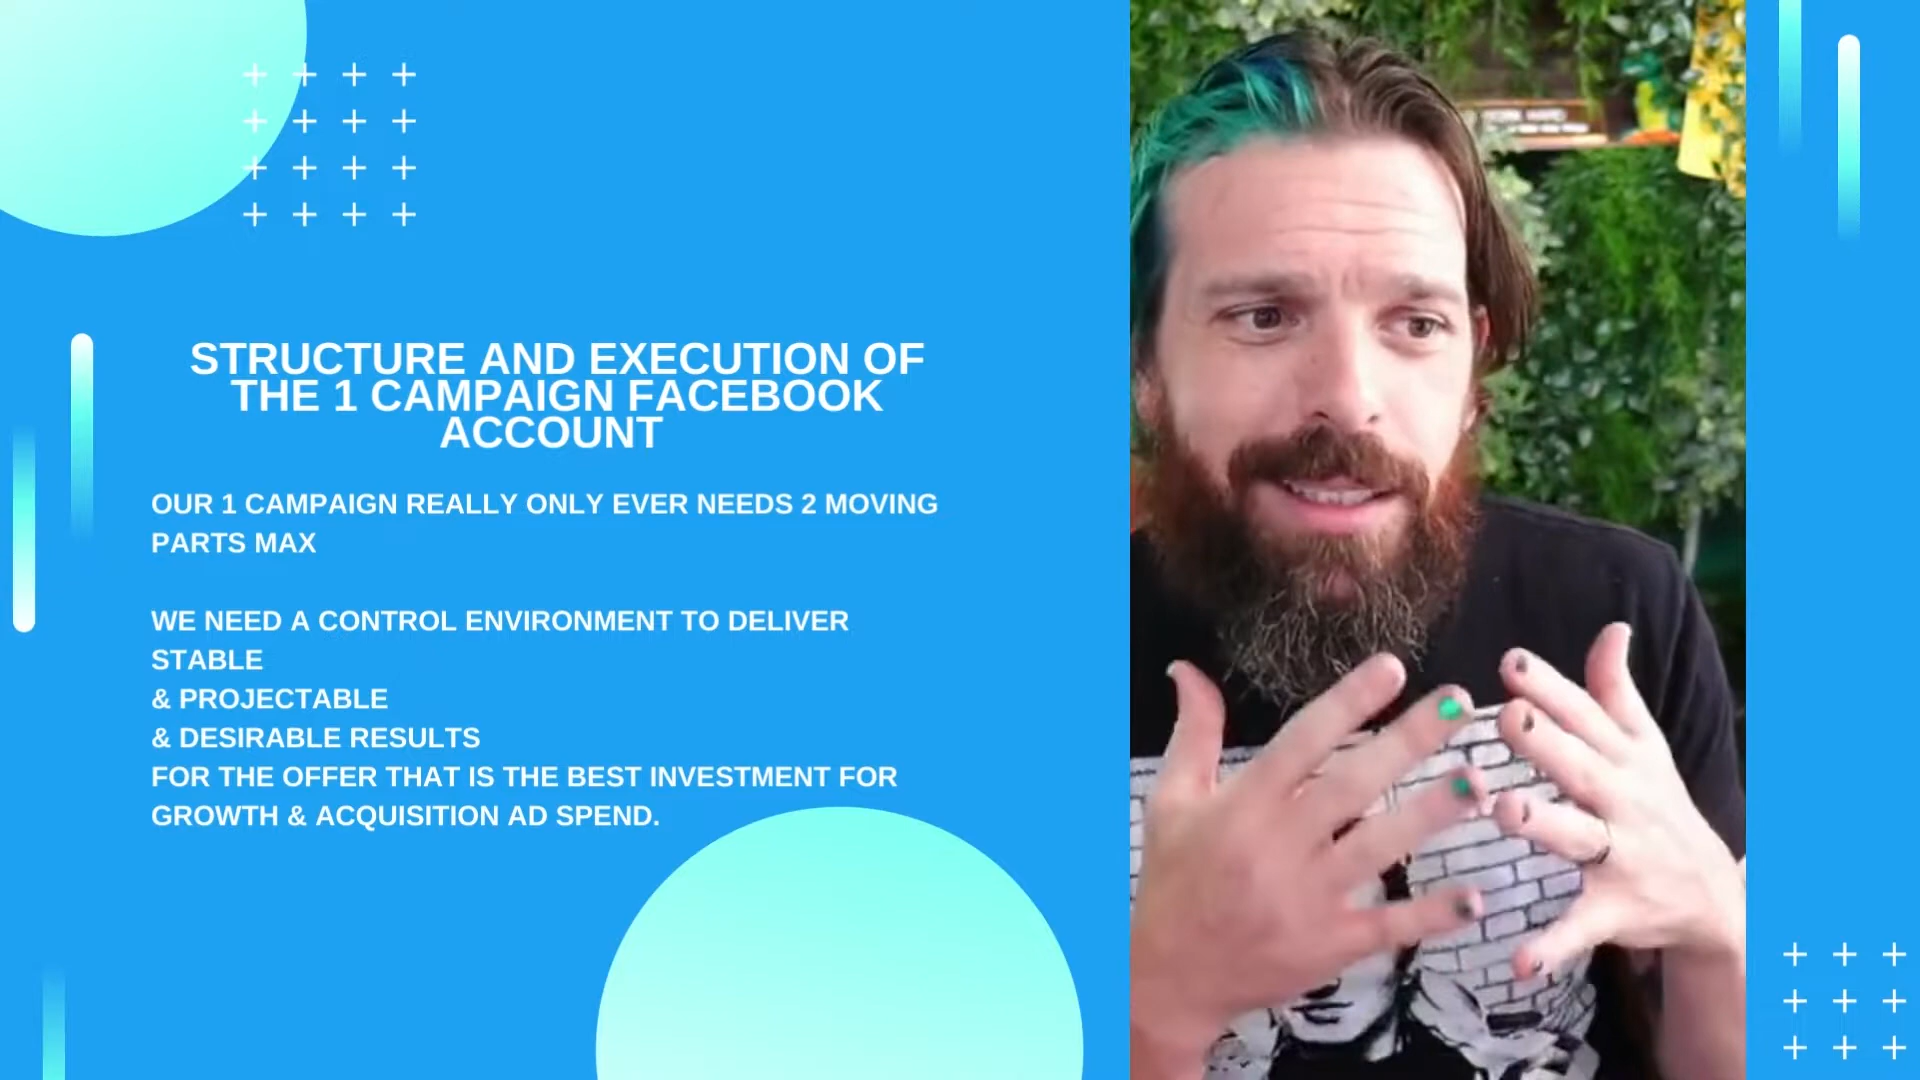 STRUCTURE AND EXECUTION OF
THE 1 CAMPAIGN FACEBOOK
ACCOUNT
OUR 1 CAMPAIGN REALLY ONLY EVER NEEDS 2 MOVING
PARTS MAX
WE NEED A CONTROL ENVIRONMENT TO DELIVER
STABLE
& PROJECTABLE
& DESIRABLE RESULTS
FOR THE OFFER THAT IS THE BEST INVESTMENT FOR
GROWTH & ACQUISITION AD SPEND.